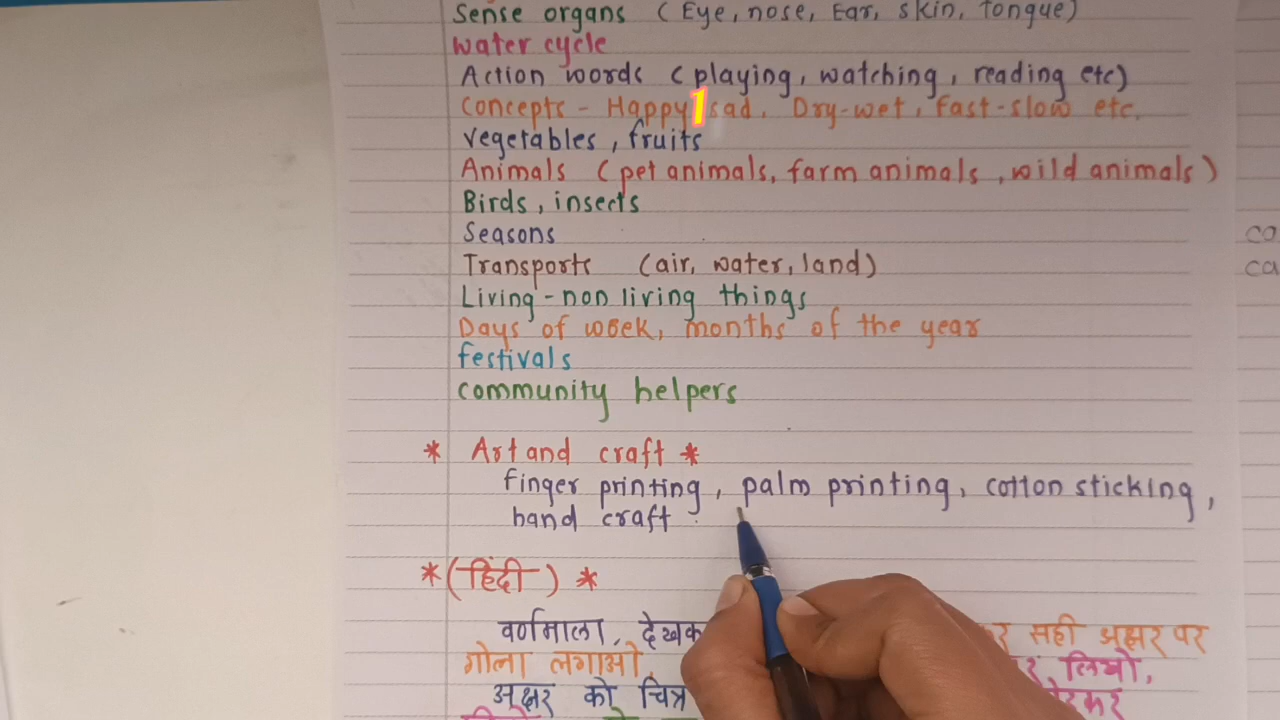 Sense organs (Eye, nose, Ear, skin, tongue)
water cycle
Action words (playing, watching, reading etc)
Concepts - Happy 1 sad. Dry-wet, fast-slow etc.
vegetables, fruits
Animals (pet animals, farm animals, wild animals)
Birds, insects
Seasons
Transports (air, water, land)
Living-non living things
Days of week, months of the year
festivals
community helpers
* Art and craft *
finger printing, palm printing, cotton sticking,
hand craft.
*(हिंदी) *
वर्णमाला, सही अक्षर पर
गोला लगाओ, लिखो,
अक्षर को चित्र
co
ca